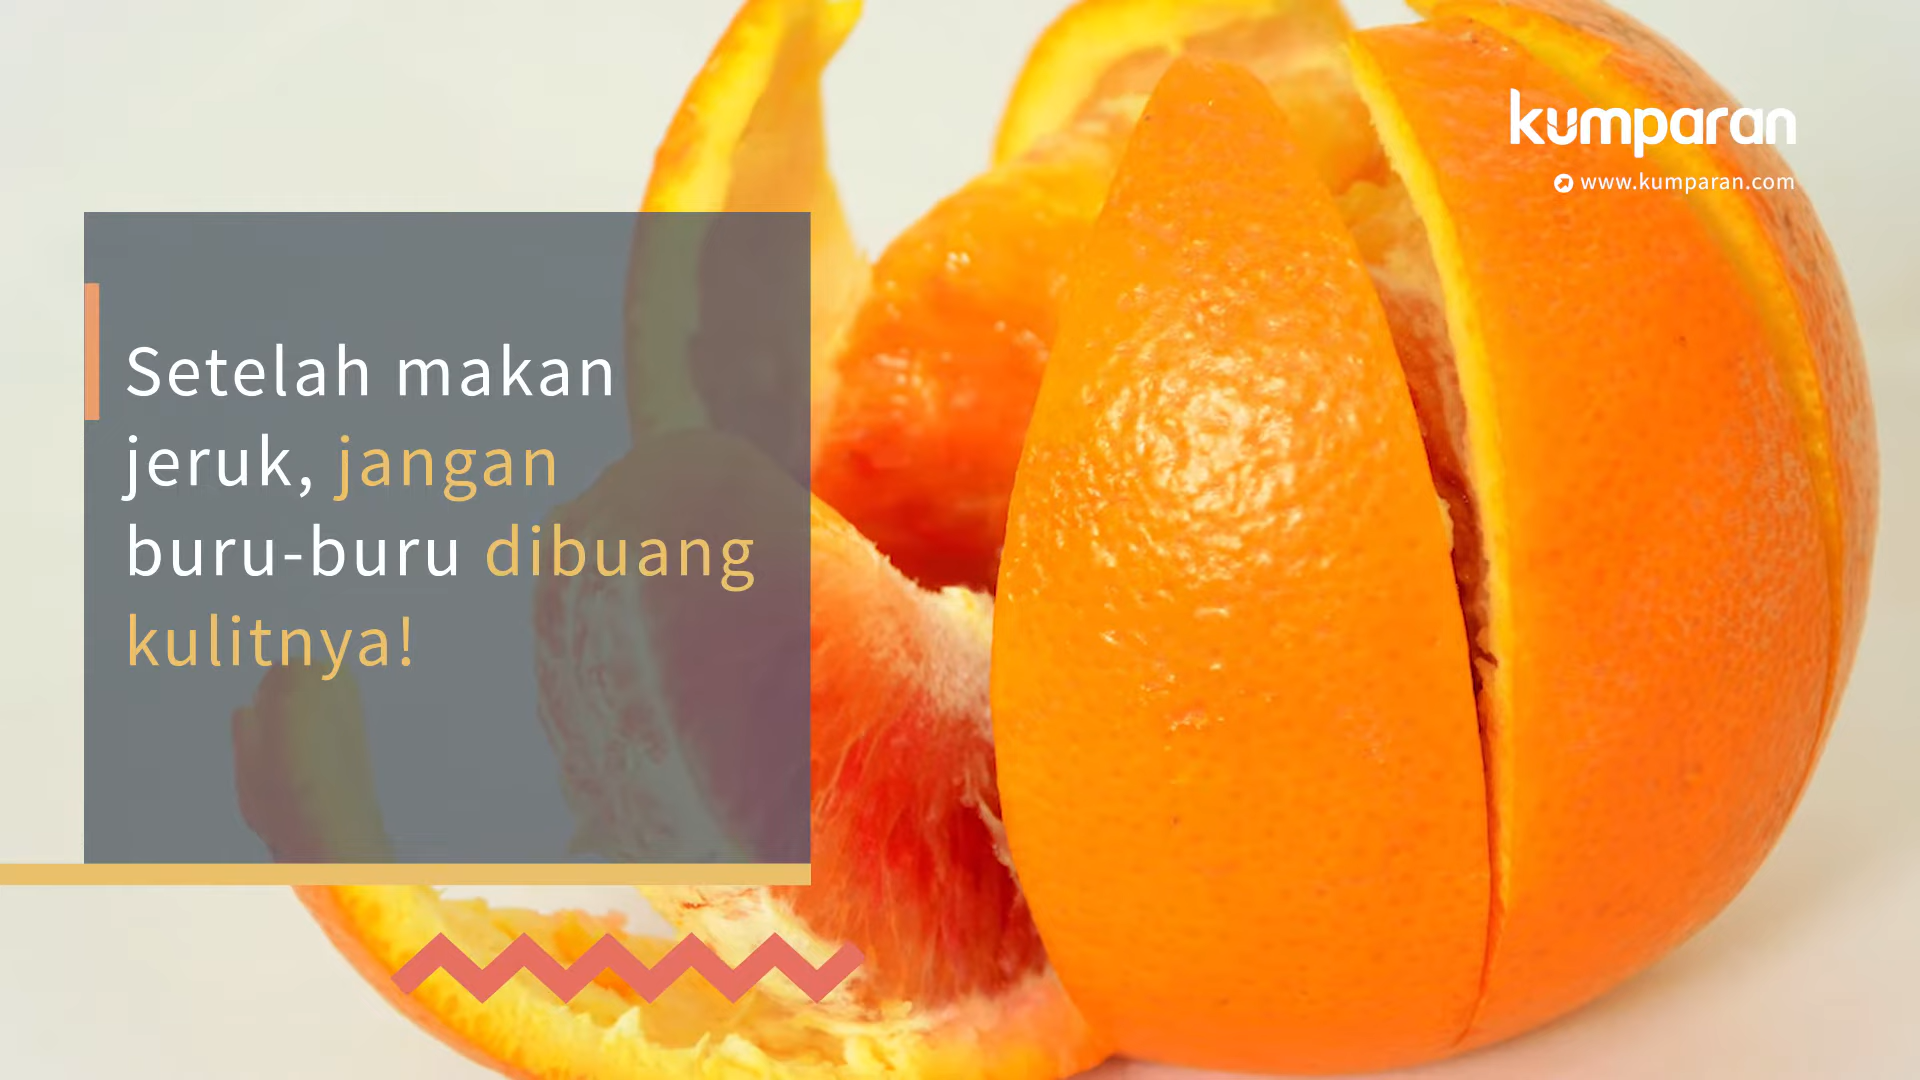 kumparan
www.kumparan.com
Setelah makan
jeruk, jangan
buru-buru dibuang
kulitnya!